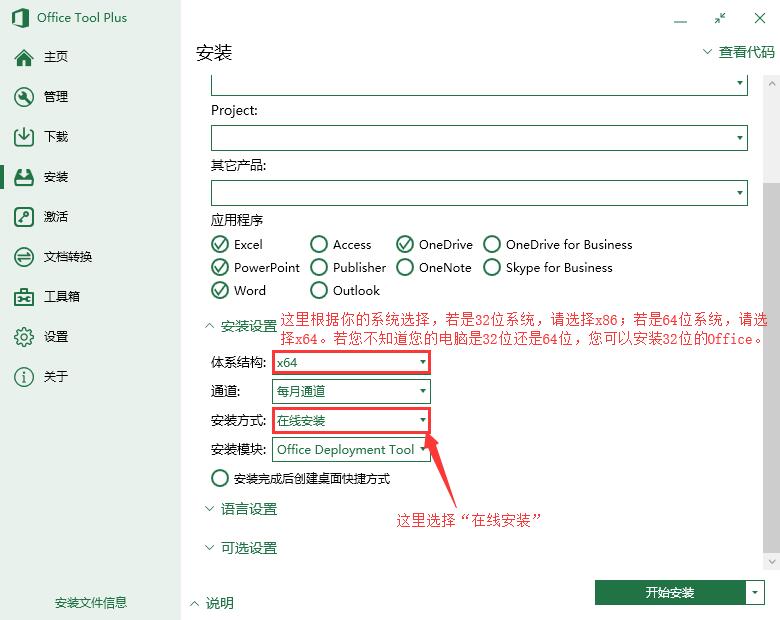 Office Tool Plus
主页
管理
下载
安装
激活
文档转换
工具箱
设置
关于
安装文件信息
安装
查看代码
Project:
其它产品:
应用程序
Excel Access OneDrive OneDrive for Business
PowerPoint Publisher OneNote Skype for Business
Word Outlook
安装设置
这里根据你的系统选择，若是32位系统，请选择x86；若是64位系统，请选
择x64。若您不知道您的电脑是32位还是64位，您可以安装32位的Office。
体系结构: x64
通道: 每月通道
安装方式: 在线安装
安装模块: Office Deployment Tool
安装完成后创建桌面快捷方式
语言设置
这里选择“在线安装”
可选设置
开始安装
说明